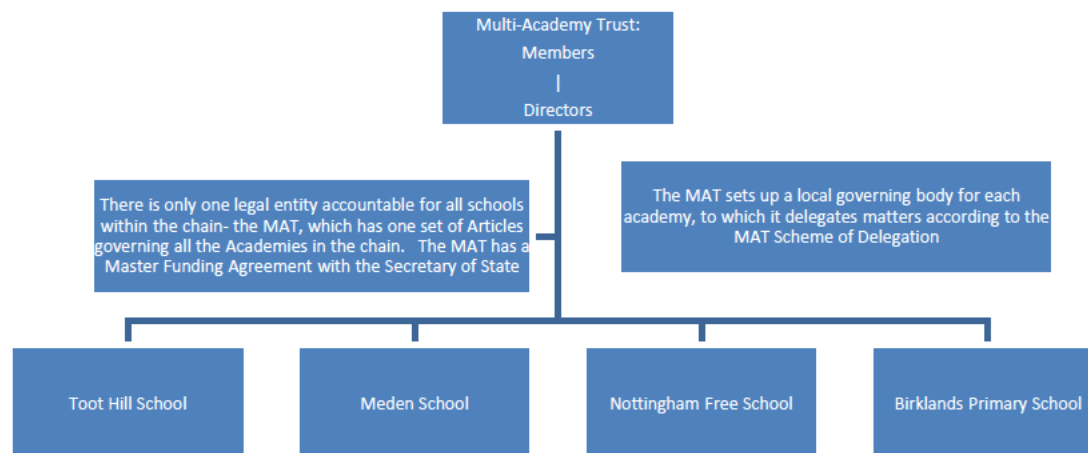 Multi-Academy Trust:
Members
|
Directors
There is only one legal entity accountable for all schools
within the chain- the MAT, which has one set of Articles
governing all the Academies in the chain.   The MAT has a
Master Funding Agreement with the Secretary of State
The MAT sets up a local governing body for each
academy, to which it delegates matters according to the
MAT Scheme of Delegation
Toot Hill School
Meden School
Nottingham Free School
Birklands Primary School